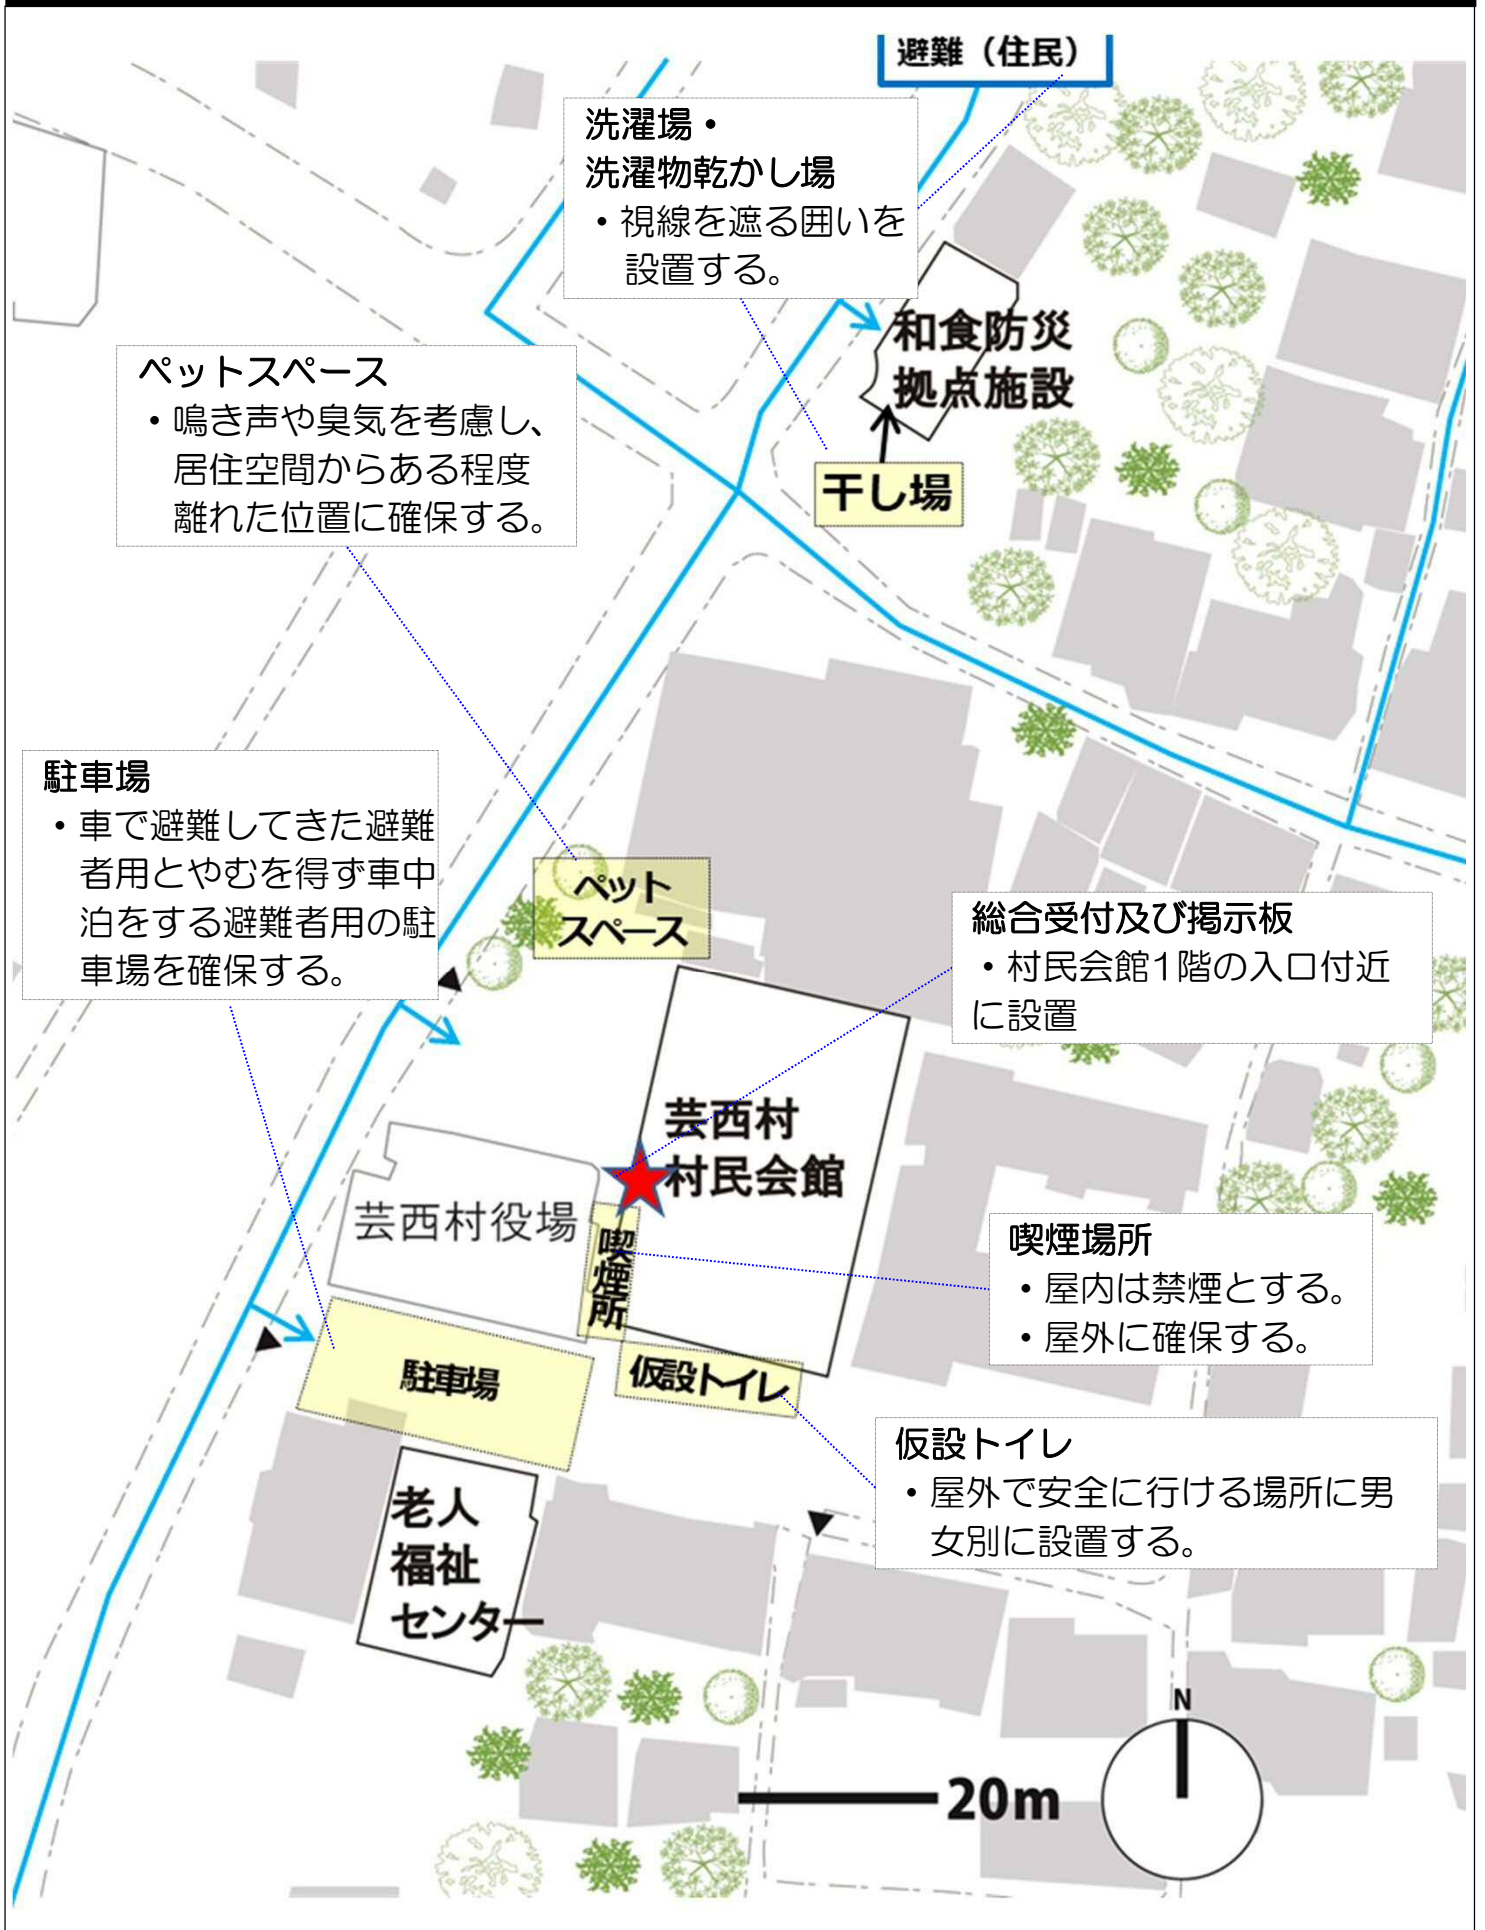 避難（住民）
洗濯場・
洗濯物乾かし場
・視線を遮る囲いを
設置する。
和食防災
拠点施設
干し場
ペットスペース
・鳴き声や臭気を考慮し、
居住空間からある程度
離れた位置に確保する。
駐車場
・車で避難してきた避難
者用とやむを得ず車中
泊をする避難者用の駐
車場を確保する。
ペット
スペース
総合受付及び掲示板
・村民会館1階の入口付近
に設置
芸西村
村民会館
芸西村役場
喫煙所
喫煙場所
・屋内は禁煙とする。
・屋外に確保する。
駐車場
仮設トイレ
仮設トイレ
・屋外で安全に行ける場所に男
女別に設置する。
老人
福祉
センター
N
20m